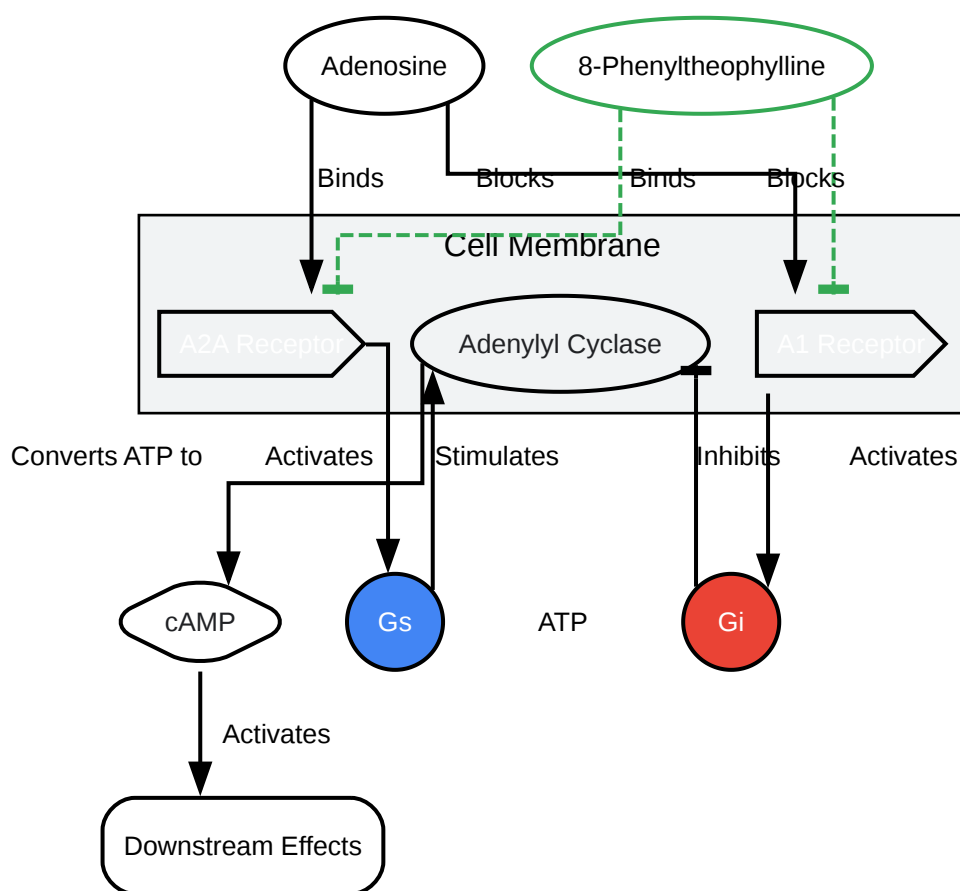 Adenosine
8-Phenyltheophylline
Binds
Blocks
Binds
Blocks
Cell Membrane
A2A Receptor
Adenylyl Cyclase
A1 Receptor
Converts ATP to
Activates
Stimulates
Inhibits
Activates
cAMP
Gs
ATP
Gi
Activates
Downstream Effects